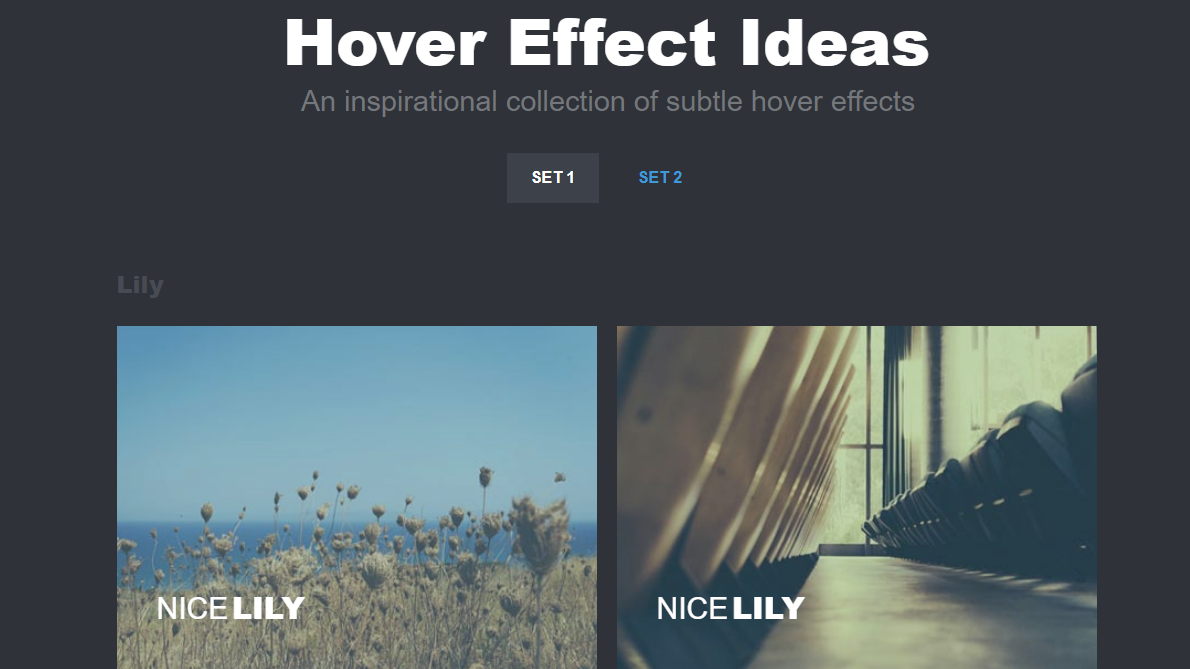 Hover Effect Ideas
An inspirational collection of subtle hover effects
SET 1
SET 2
Lily
NICE LILY
NICE LILY